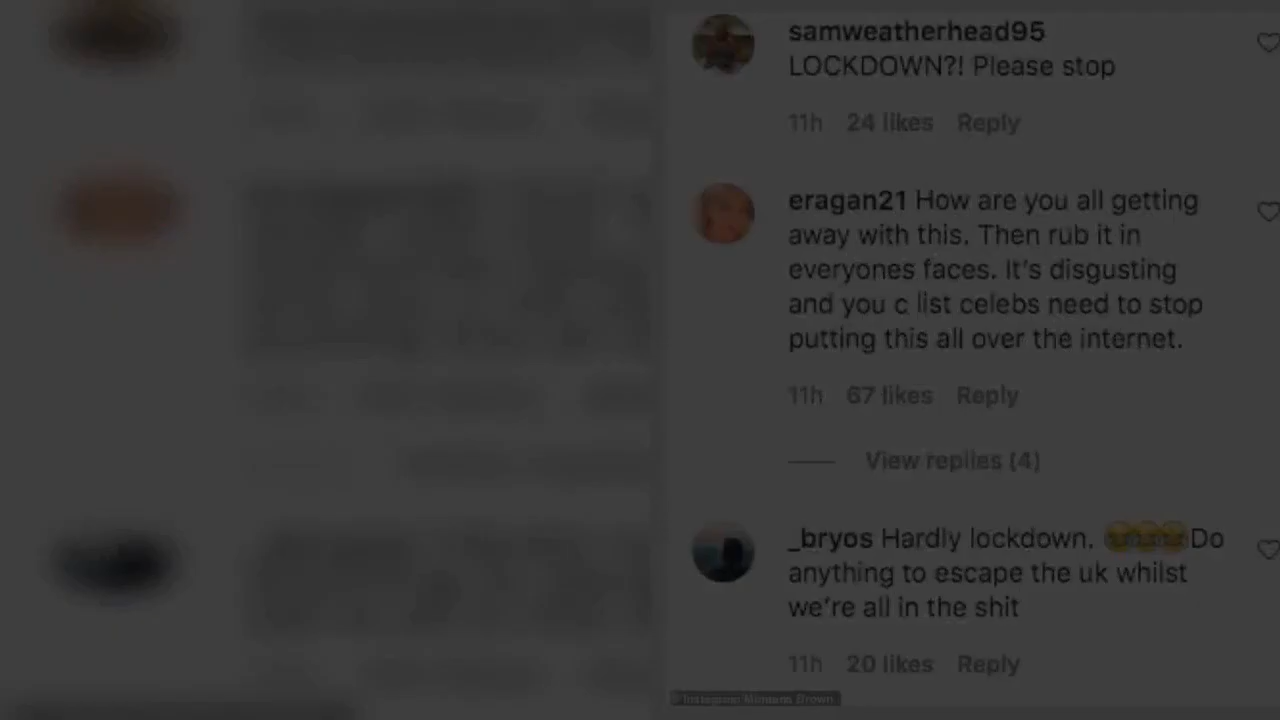 samweatherhead95
LOCKDOWN?! Please stop
11h 24 likes Reply
eragan21 How are you all getting
away with this. Then rub it in
everyones faces. It's disgusting
and you c list celebs need to stop
putting this all over the internet.
11h 67 likes Reply
View replies (4)
_bryos Hardly lockdown. 😂😂😂Do
anything to escape the uk whilst
we're all in the shit
11h 20 likes Reply
© Instagram Montana Brown